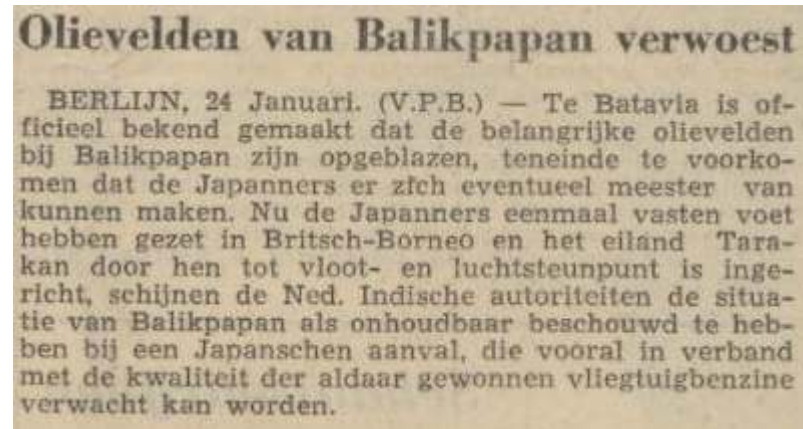 Olievelden van Balikpapan verwoest
BERLIJN, 24 Januari. (V.P.B.) — Te Batavia is of-
ficieel bekend gemaakt dat de belangrijke olievelden
bij Balikpapan zijn opgeblazen, teneinde te voorko-
men dat de Japanners er zich eventueel meester van
kunnen maken. Nu de Japanners eenmaal vasten voet
hebben gezet in Britsch-Borneo en het eiland Tara-
kan door hen tot vloot- en luchtsteunpunt is inge-
richt, schijnen de Ned. Indische autoriteiten de situa-
tie van Balikpapan als onhoudbaar beschouwd te heb-
ben bij een Japanschen aanval, die vooral in verband
met de kwaliteit der aldaar gewonnen vliegtuigbenzine
verwacht kan worden.